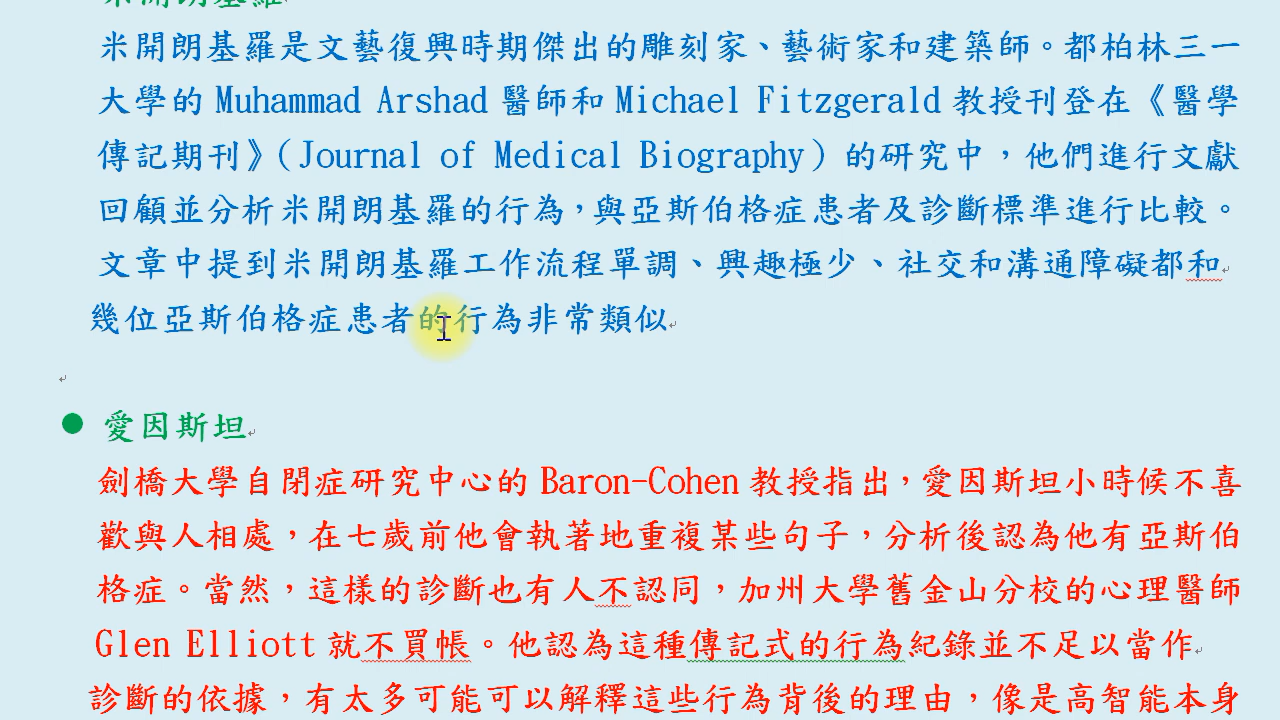 米開朗基羅
米開朗基羅是文藝復興時期傑出的雕刻家、藝術家和建築師。都柏林三一
大學的 Muhammad Arshad 醫師和 Michael Fitzgerald 教授刊登在《醫學
傳記期刊》(Journal of Medical Biography) 的研究中，他們進行文獻
回顧並分析米開朗基羅的行為，與亞斯伯格症患者及診斷標準進行比較。
文章中提到米開朗基羅工作流程單調、興趣極少、社交和溝通障礙都和
幾位亞斯伯格症患者的行為非常類似
● 愛因斯坦
劍橋大學自閉症研究中心的 Baron-Cohen 教授指出，愛因斯坦小時候不喜
歡與人相處，在七歲前他會執著地重複某些句子，分析後認為他有亞斯伯
格症。當然，這樣的診斷也有人不認同，加州大學舊金山分校的心理醫師
Glen Elliott 就不買帳。他認為這種傳記式的行為紀錄並不足以當作
診斷的依據，有太多可能可以解釋這些行為背後的理由，像是高智能本身